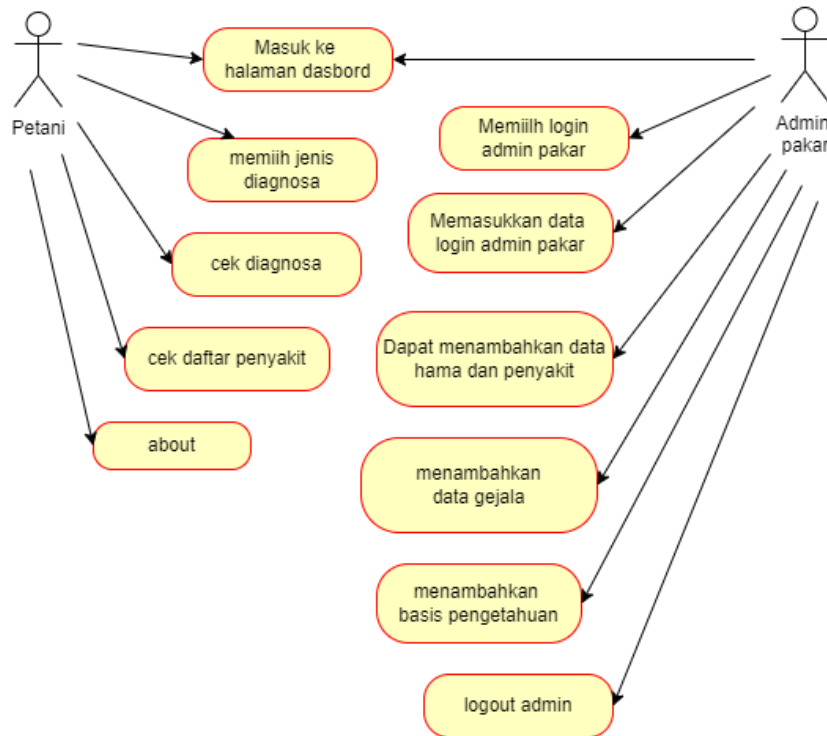 Masuk ke
halaman dasbord
Petani
Admin
pakar
Memiilh login
admin pakar
memiih jenis
diagnosa
Memasukkan data
login admin pakar
cek diagnosa
Dapat menambahkan data
hama dan penyakit
cek daftar penyakit
about
menambahkan
data gejala
menambahkan
basis pengetahuan
logout admin